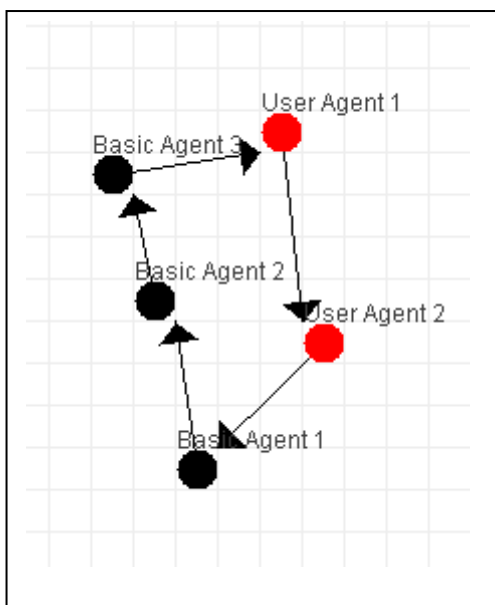 User Agent 1
Basic Agent 3
Basic Agent 2
User Agent 2
Basic Agent 1